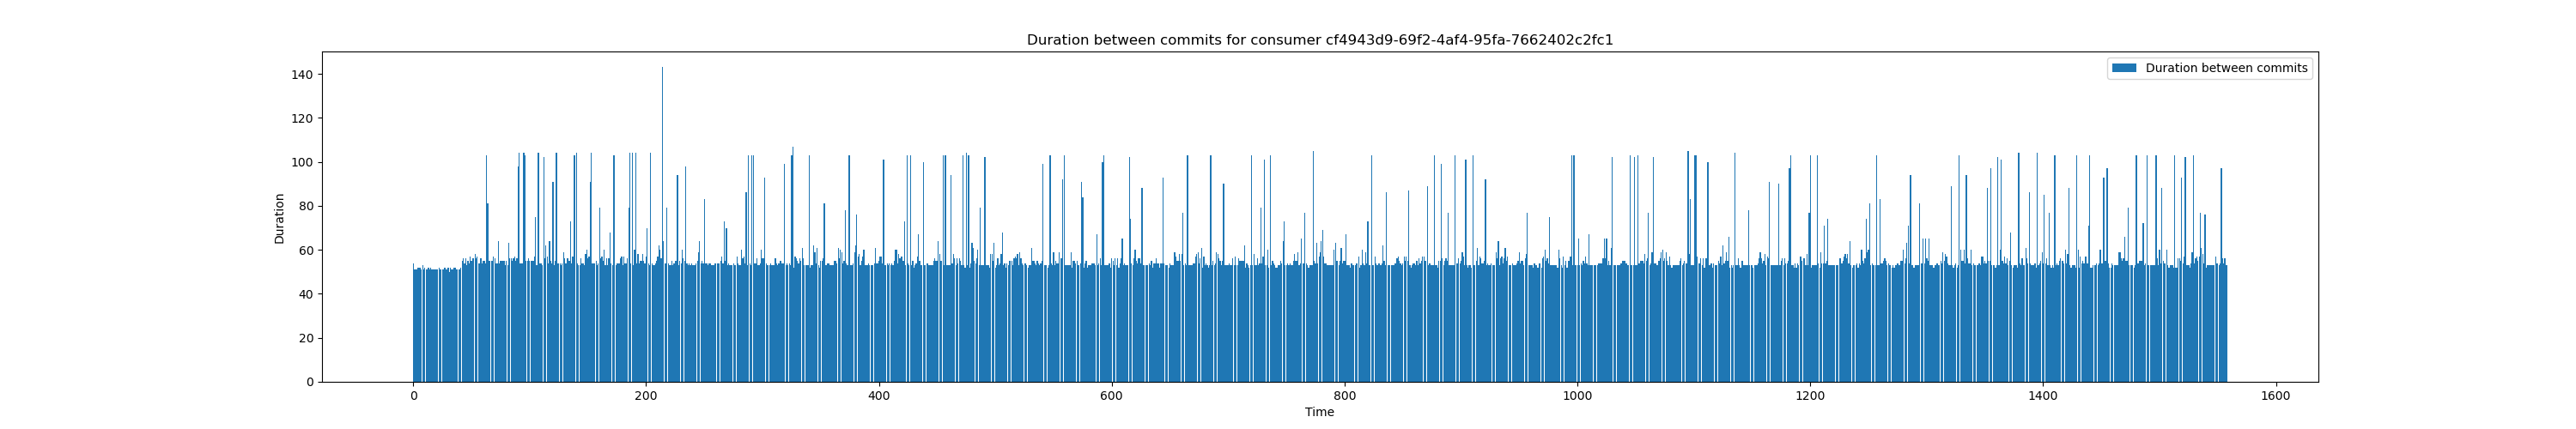 Duration between commits for consumer cf4943d9-69f2-4af4-95fa-7662402c2fc1
Duration between commits
140
120
100
80
60
40
20
0
Duration
0 200 400 600 800 1000 1200 1400 1600
Time